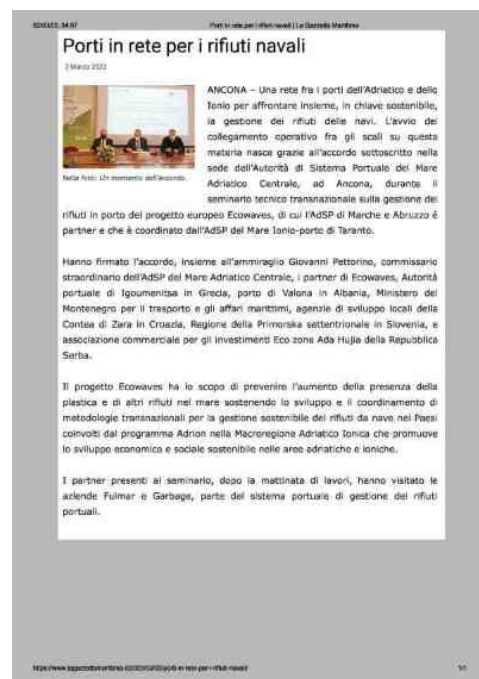 Porti in rete per i rifiuti navali | La Gazzetta Marittima
Porti in rete per i rifiuti navali
2 Marzo 2022
ANCONA – Una rete fra i porti dell'Adriatico e dello
Ionio per affrontare insieme, in chiave sostenibile,
la gestione dei rifiuti delle navi. L'avvio del
collegamento operativo fra gli scali su questa
materia nasce grazie all'accordo sottoscritto nella
sede dell'Autorità di Sistema Portuale del Mare
Adriatico Centrale, ad Ancona, durante il
seminario tecnico transnazionale sulla gestione dei
Nella foto: Un momento dell'accordo.
rifiuti in porto del progetto europeo Ecowaves, di cui l'AdSP di Marche e Abruzzo è
partner e che è coordinato dall'AdSP del Mare Ionio-porto di Taranto.
Hanno firmato l'accordo, insieme all'ammiraglio Giovanni Pettorino, commissario
straordinario dell'AdSP del Mare Adriatico Centrale, i partner di Ecowaves, Autorità
portuale di Igoumenitsa in Grecia, porto di Valona in Albania, Ministero del
Montenegro per il trasporto e gli affari marittimi, agenzie di sviluppo locali della
Contea di Zara in Croazia, Regione della Primorska settentrionale in Slovenia, e
associazione commerciale per gli investimenti Eco zone Ada Hujia della Repubblica
Serba.
Il progetto Ecowaves ha lo scopo di prevenire l'aumento della presenza della
plastica e di altri rifiuti nel mare sostenendo lo sviluppo e il coordinamento di
metodologie transnazionali per la gestione sostenibile dei rifiuti da nave nei Paesi
coinvolti dal programma Adrion nella Macroregione Adriatico Ionica che promuove
lo sviluppo economico e sociale sostenibile nelle aree adriatiche e ioniche.
I partner presenti al seminario, dopo la mattinata di lavori, hanno visitato le
aziende Fulmar e Garbage, parte del sistema portuale di gestione dei rifiuti
portuali.
1/1